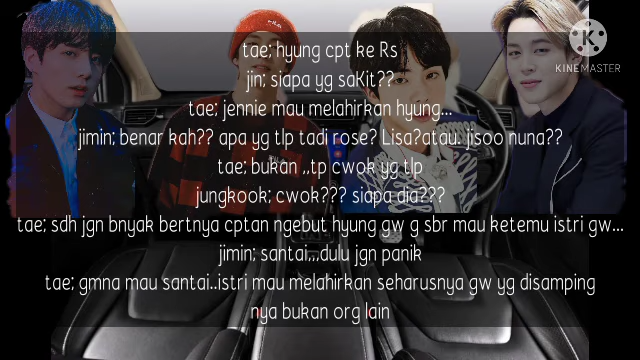 KINEMASTER
tae; hyung cpt ke Rs
jin; siapa yg saKit??
tae; jennie mau melahirkan hyung...
jimin; benar kah?? apa yg tlp tadi rose? Lisa?atau. jisoo nuna??
tae; bukan ,,tp cwok yg tlp
jungkook; cwok??? siapa dia???
tae; sdh jgn bnyak bertnya cptan ngebut hyung gw g sbr mau ketemu istri gw...
jimin; santai,,,dulu jgn panik
tae; gmna mau santai..istri mau melahirkan seharusnya gw yg disamping
nya bukan org lain